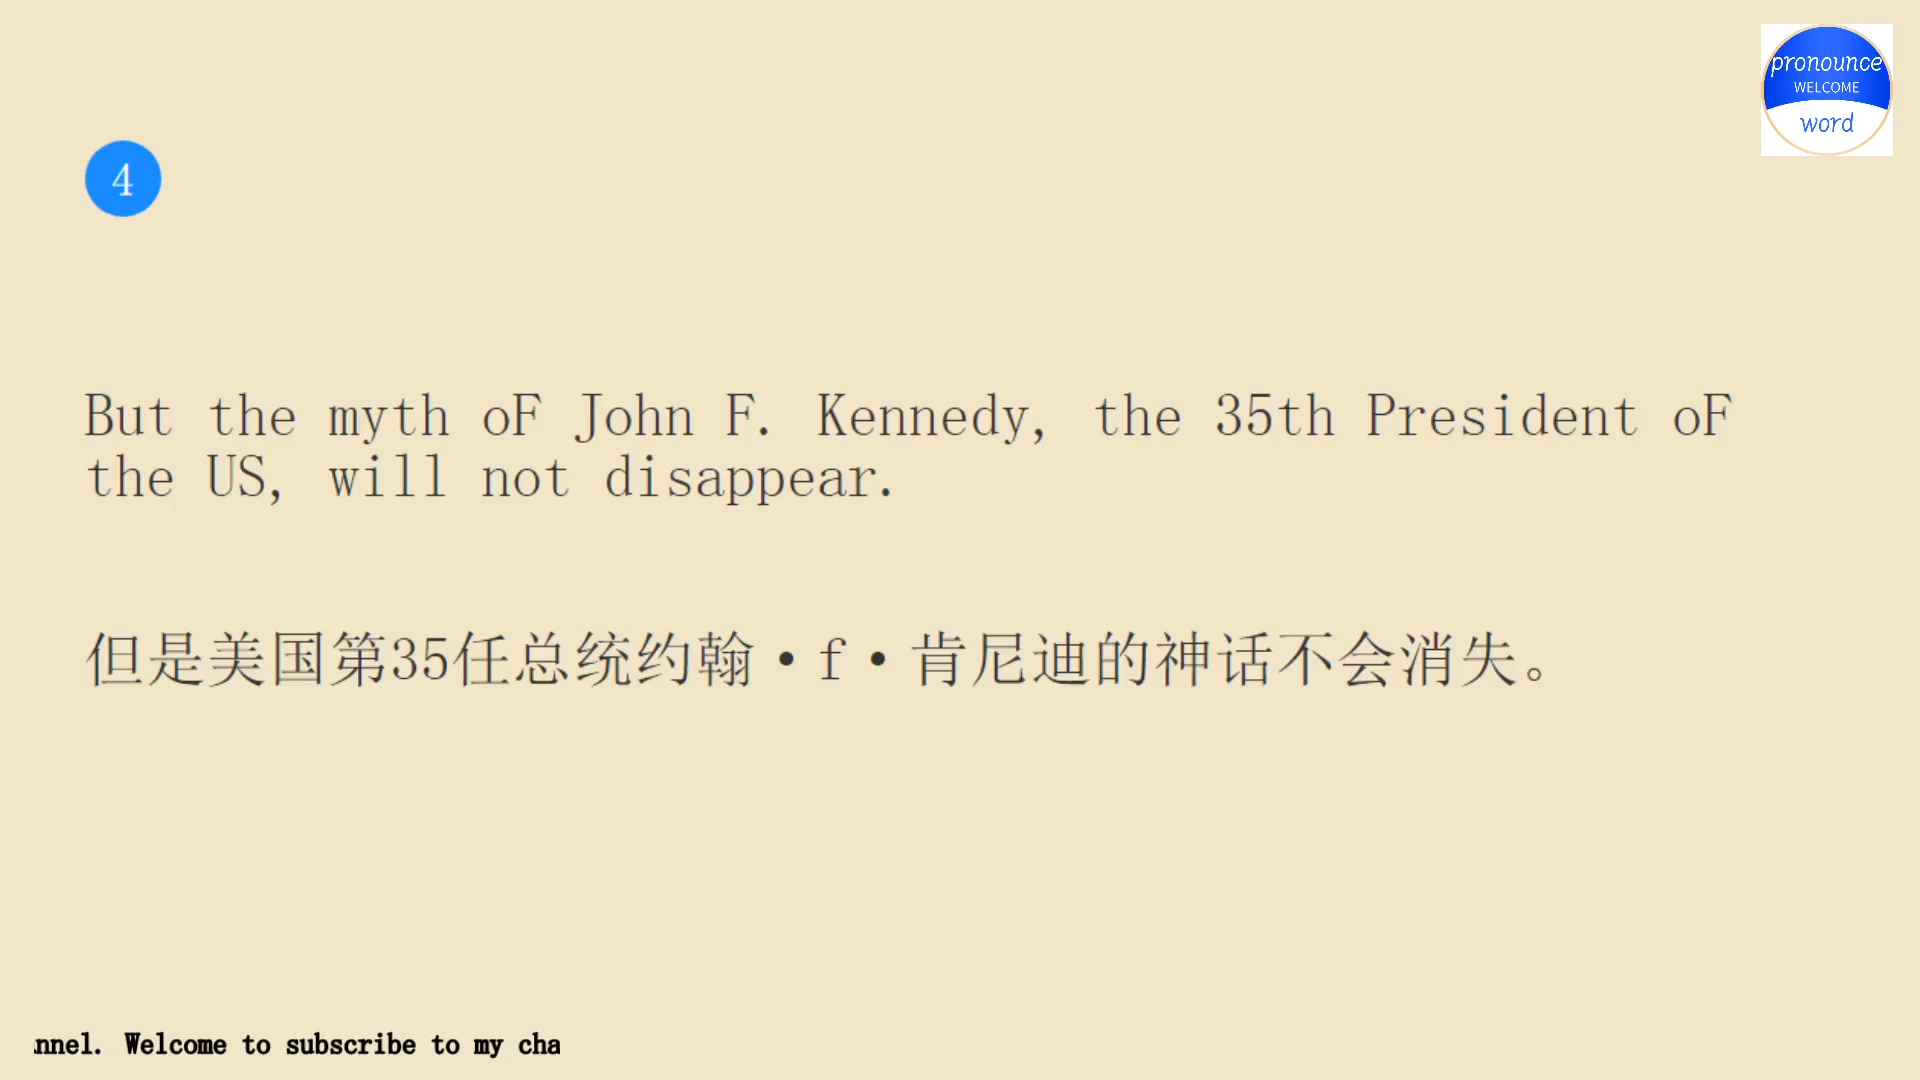 pronounce
WELCOME
word
4
But the myth oF John F. Kennedy, the 35th President oF
the US, will not disappear.
但是美国第35任总统约翰·f·肯尼迪的神话不会消失。
nnel. Welcome to subscribe to my cha